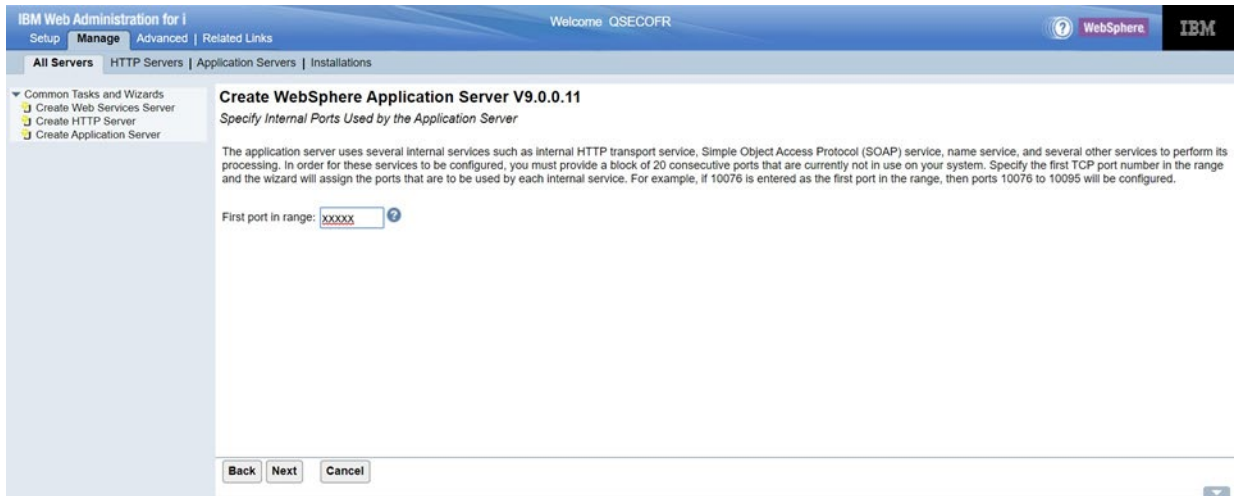 IBM Web Administration for i
Welcome QSECOFR
? WebSphere. IBM
Setup Manage Advanced | Related Links
All Servers HTTP Servers | Application Servers | Installations
Common Tasks and Wizards
Create Web Services Server
Create HTTP Server
Create Application Server
Create WebSphere Application Server V9.0.0.11
Specify Internal Ports Used by the Application Server
The application server uses several internal services such as internal HTTP transport service, Simple Object Access Protocol (SOAP) service, name service, and several other services to perform its
processing. In order for these services to be configured, you must provide a block of 20 consecutive ports that are currently not in use on your system. Specify the first TCP port number in the range
and the wizard will assign the ports that are to be used by each internal service. For example, if 10076 is entered as the first port in the range, then ports 10076 to 10095 will be configured.
First port in range: xxxxx ?
Back Next Cancel